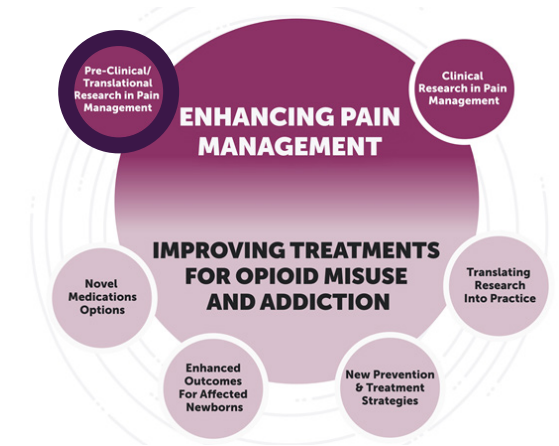 Pre-Clinical/
Translational
Research in Pain
Management
Clinical
Research in Pain
Management
ENHANCING PAIN
MANAGEMENT
IMPROVING TREATMENTS
FOR OPIOID MISUSE
AND ADDICTION
Novel
Medications
Options
Translating
Research
Into Practice
Enhanced
Outcomes
For Affected
Newborns
New Prevention
& Treatment
Strategies